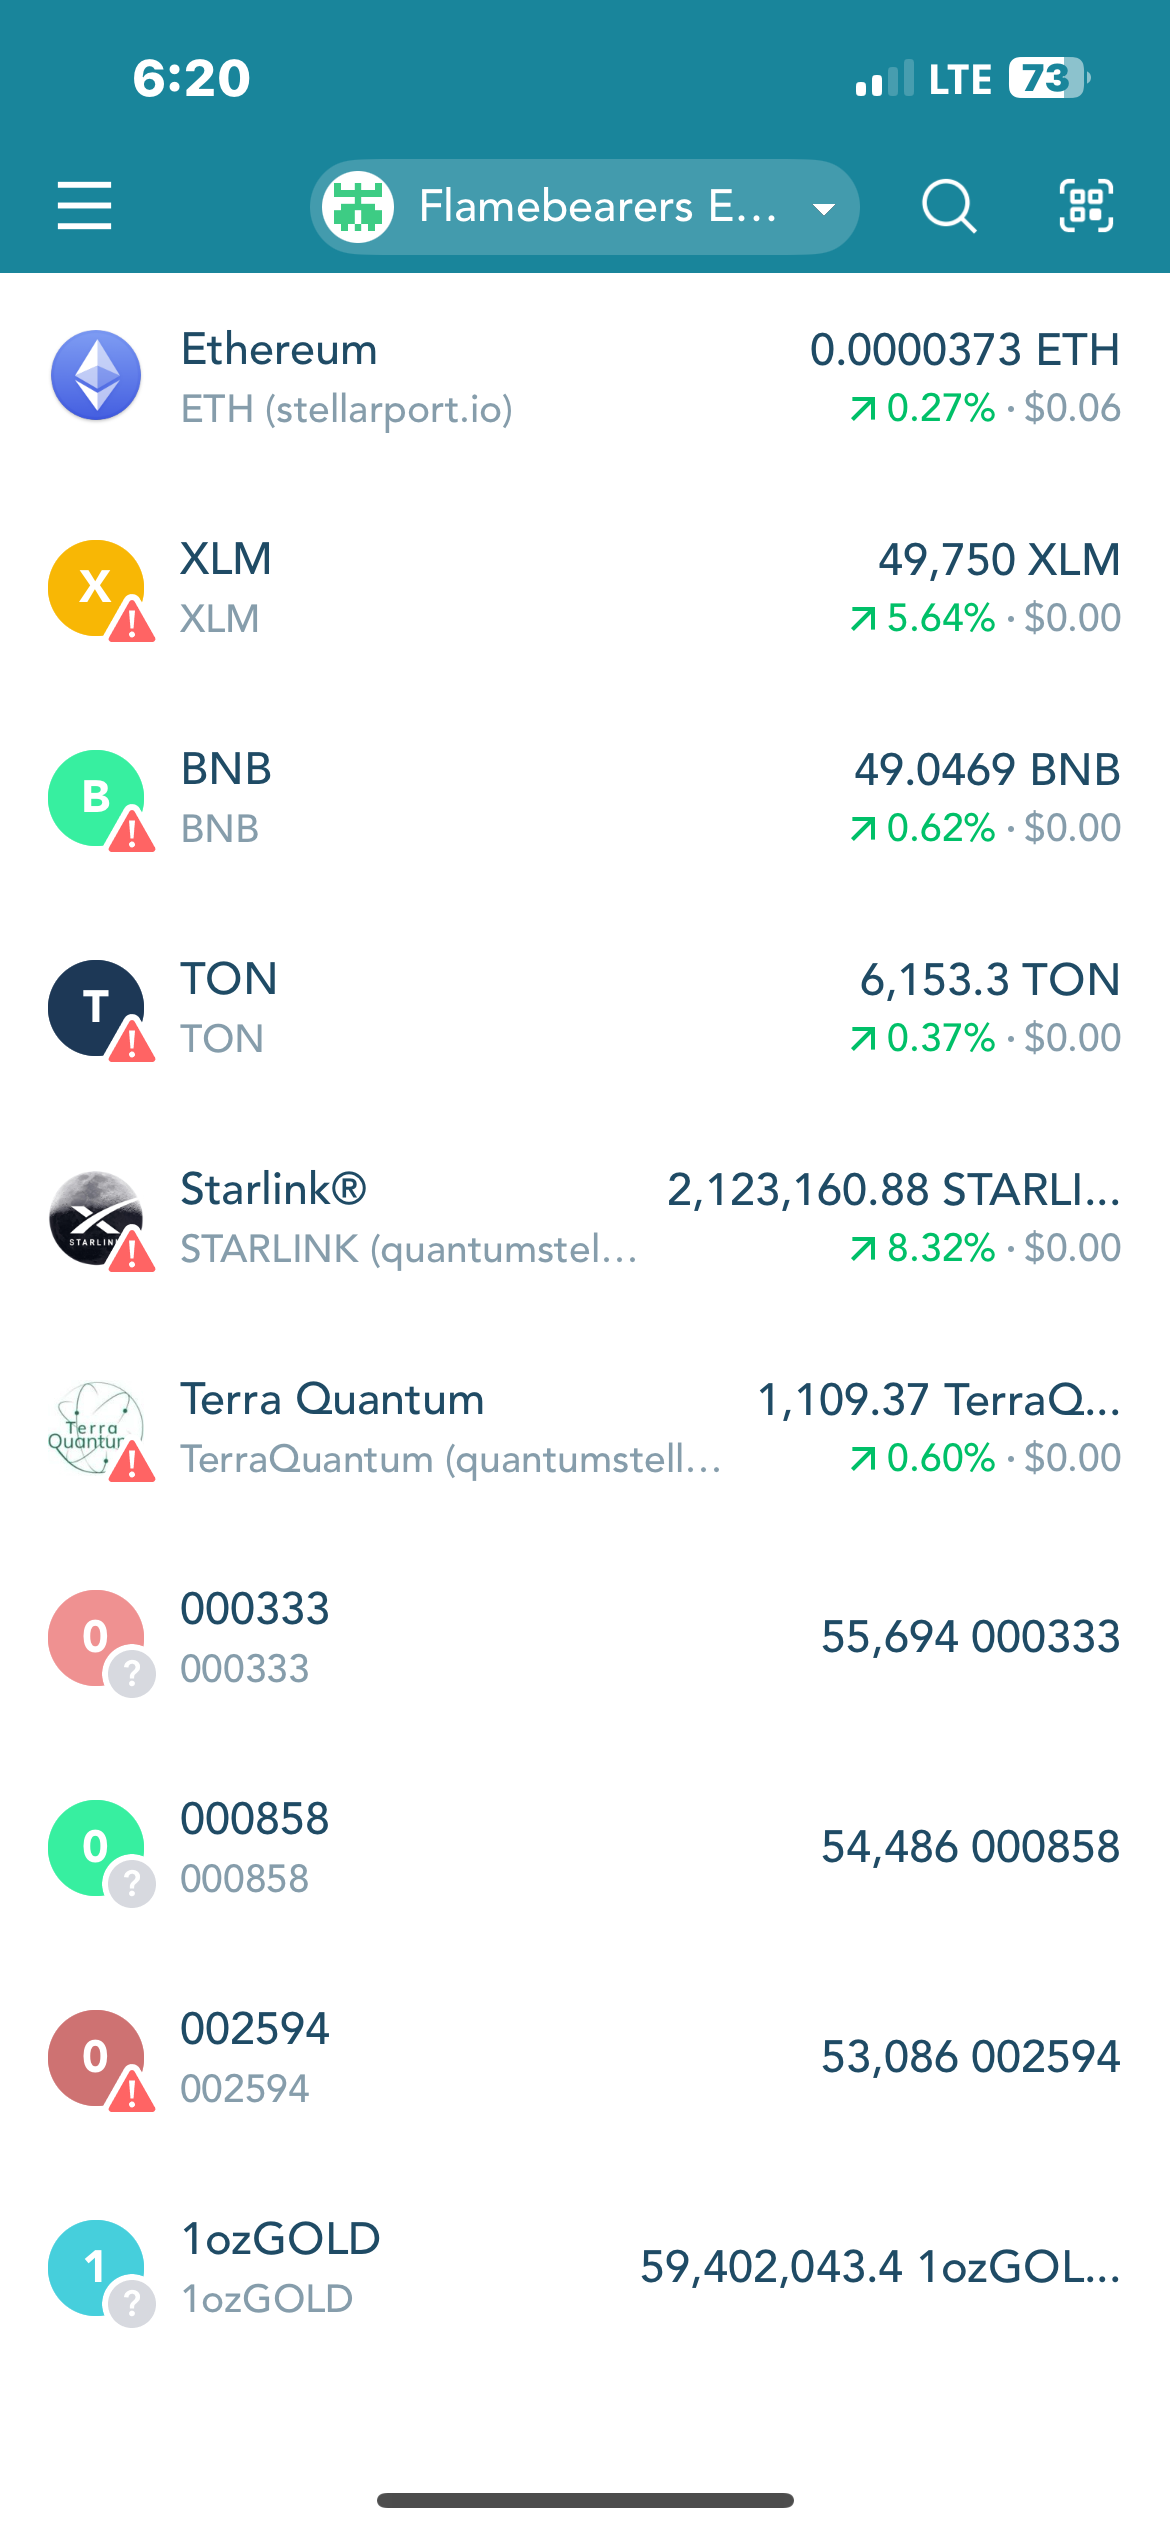 6:20
LTE 73
Flamebearers E...
Ethereum
0.0000373 ETH
ETH (stellarport.io)
0.27% · $0.06
X
XLM
49,750 XLM
XLM
5.64% · $0.00
B
BNB
49.0469 BNB
BNB
0.62% · $0.00
T
TON
6,153.3 TON
TON
0.37% · $0.00
STARLIN
Starlink®
2,123,160.88 STARLI...
STARLINK (quantumstel...
8.32% · $0.00
Terra
Quantur
Terra Quantum
1,109.37 TerraQ...
TerraQuantum (quantumstell...
0.60% · $0.00
0
?
000333
55,694 000333
000333
0
?
000858
54,486 000858
000858
0
002594
53,086 002594
002594
1
?
1ozGOLD
59,402,043.4 1ozGOL...
1ozGOLD